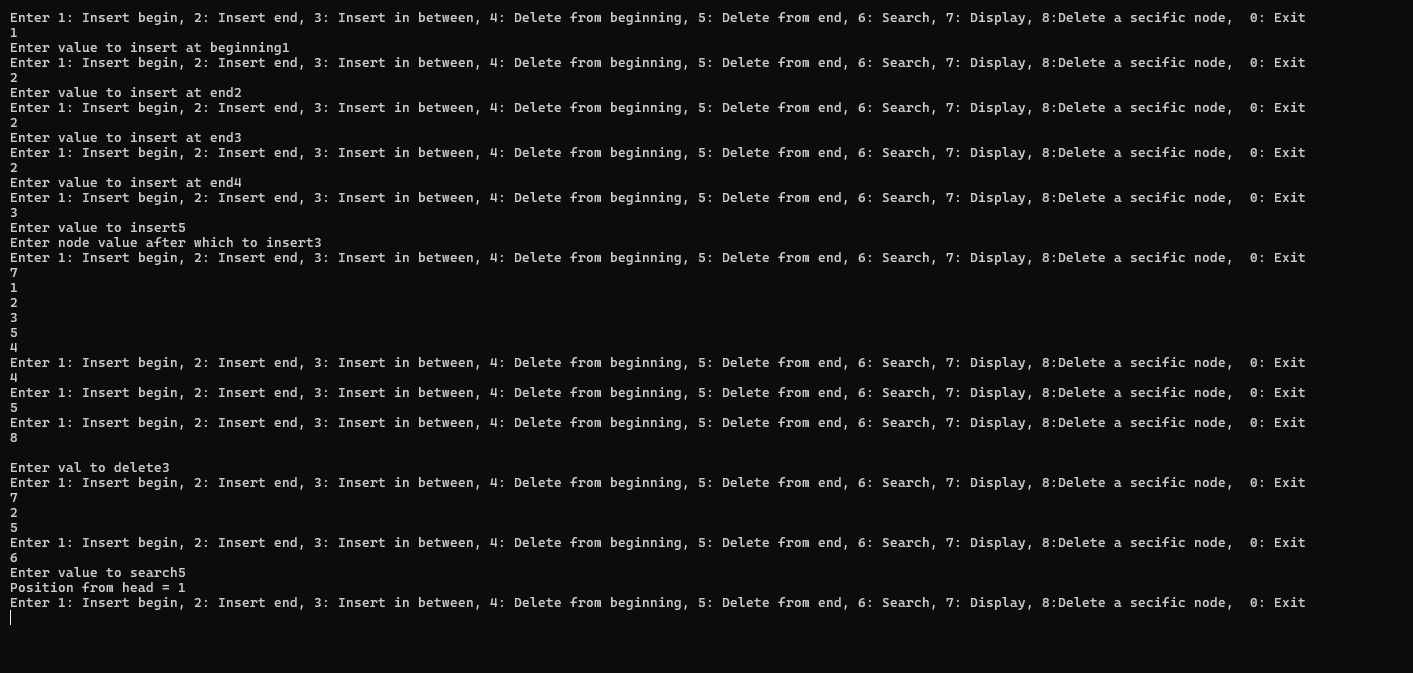 Enter 1: Insert begin, 2: Insert end, 3: Insert in between, 4: Delete from beginning, 5: Delete from end, 6: Search, 7: Display, 8:Delete a secific node,  0: Exit
1
Enter value to insert at beginning1
Enter 1: Insert begin, 2: Insert end, 3: Insert in between, 4: Delete from beginning, 5: Delete from end, 6: Search, 7: Display, 8:Delete a secific node,  0: Exit
2
Enter value to insert at end2
Enter 1: Insert begin, 2: Insert end, 3: Insert in between, 4: Delete from beginning, 5: Delete from end, 6: Search, 7: Display, 8:Delete a secific node,  0: Exit
2
Enter value to insert at end3
Enter 1: Insert begin, 2: Insert end, 3: Insert in between, 4: Delete from beginning, 5: Delete from end, 6: Search, 7: Display, 8:Delete a secific node,  0: Exit
2
Enter value to insert at end4
Enter 1: Insert begin, 2: Insert end, 3: Insert in between, 4: Delete from beginning, 5: Delete from end, 6: Search, 7: Display, 8:Delete a secific node,  0: Exit
3
Enter value to insert5
Enter node value after which to insert3
Enter 1: Insert begin, 2: Insert end, 3: Insert in between, 4: Delete from beginning, 5: Delete from end, 6: Search, 7: Display, 8:Delete a secific node,  0: Exit
7
1
2
3
5
4
Enter 1: Insert begin, 2: Insert end, 3: Insert in between, 4: Delete from beginning, 5: Delete from end, 6: Search, 7: Display, 8:Delete a secific node,  0: Exit
4
Enter 1: Insert begin, 2: Insert end, 3: Insert in between, 4: Delete from beginning, 5: Delete from end, 6: Search, 7: Display, 8:Delete a secific node,  0: Exit
5
Enter 1: Insert begin, 2: Insert end, 3: Insert in between, 4: Delete from beginning, 5: Delete from end, 6: Search, 7: Display, 8:Delete a secific node,  0: Exit
8

Enter val to delete3
Enter 1: Insert begin, 2: Insert end, 3: Insert in between, 4: Delete from beginning, 5: Delete from end, 6: Search, 7: Display, 8:Delete a secific node,  0: Exit
7
2
5
Enter 1: Insert begin, 2: Insert end, 3: Insert in between, 4: Delete from beginning, 5: Delete from end, 6: Search, 7: Display, 8:Delete a secific node,  0: Exit
6
Enter value to search5
Position from head = 1
Enter 1: Insert begin, 2: Insert end, 3: Insert in between, 4: Delete from beginning, 5: Delete from end, 6: Search, 7: Display, 8:Delete a secific node,  0: Exit